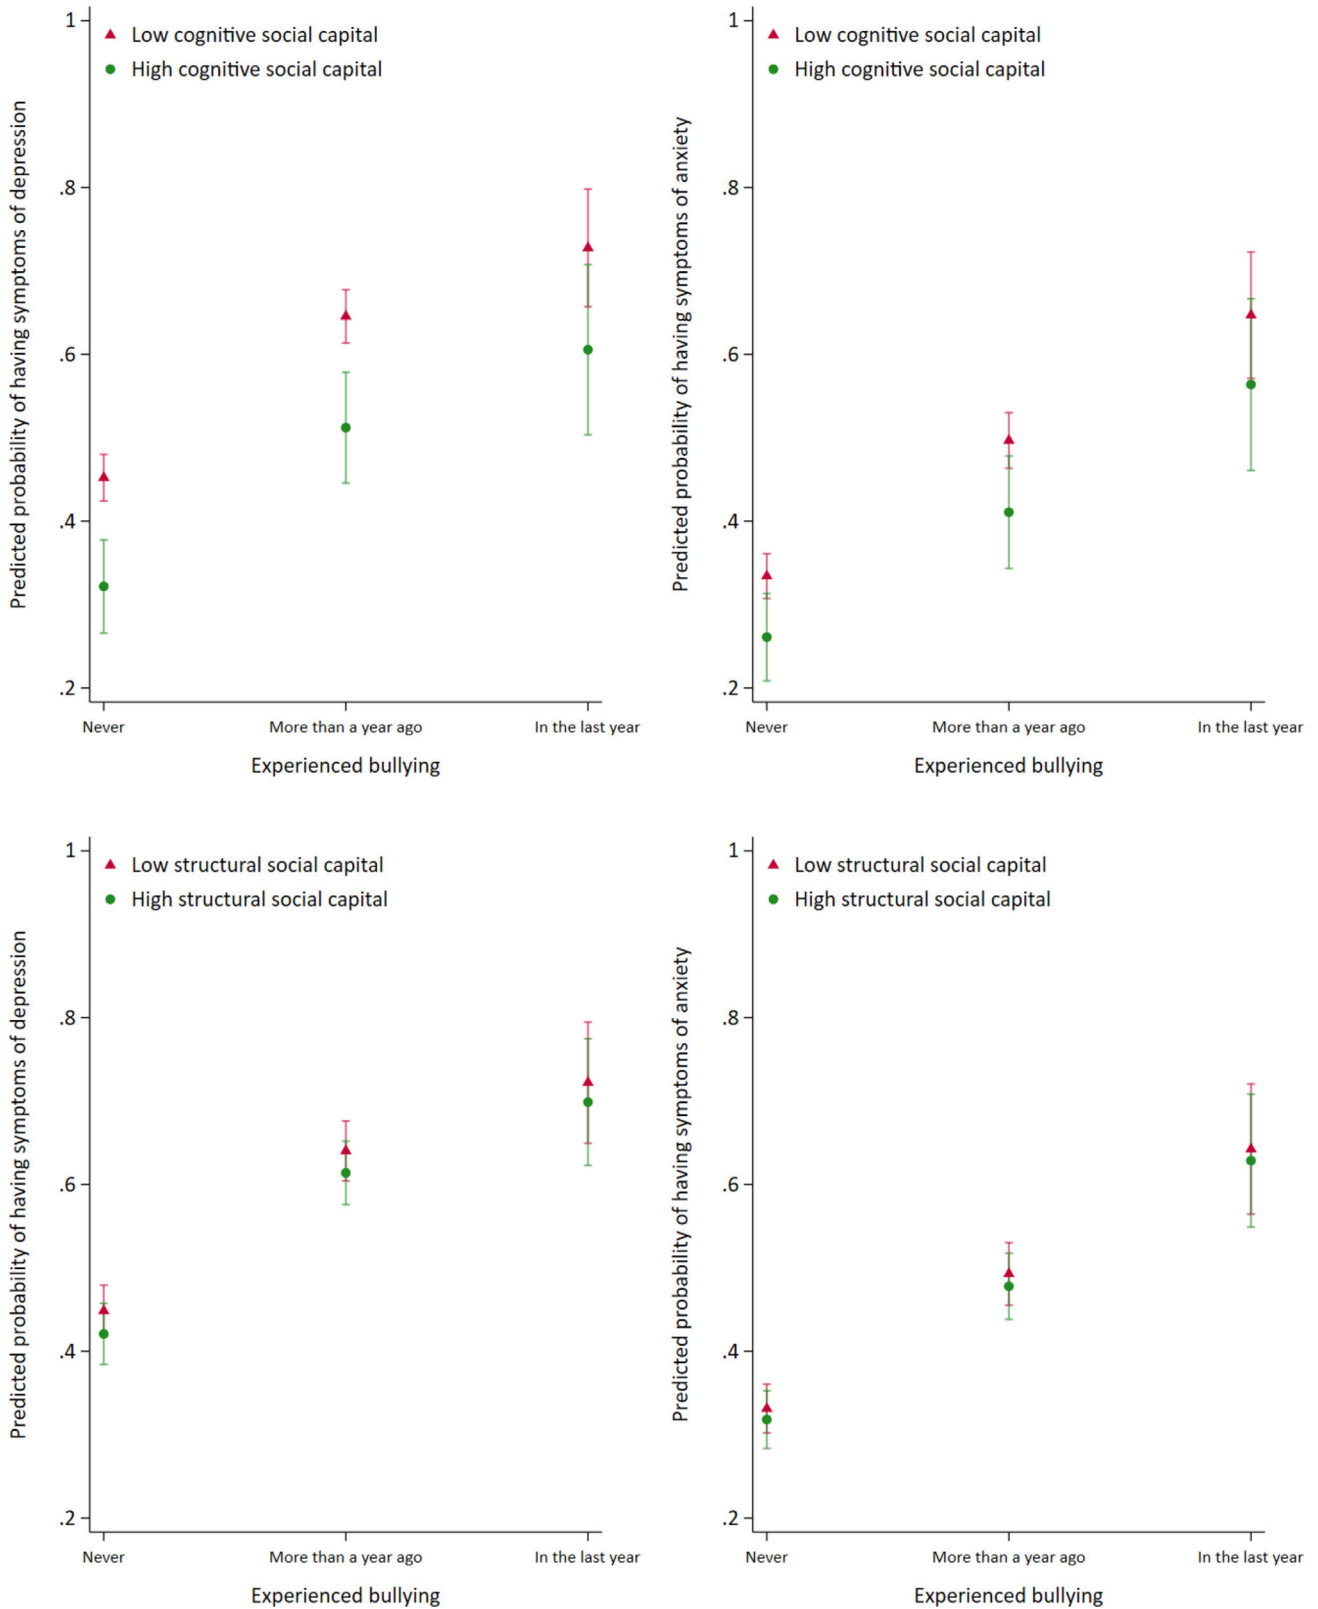 Predicted probability of having symptoms of depression
1
.8
.6
.4
.2
Low cognitive social capital
High cognitive social capital
Never
More than a year ago
In the last year
Experienced bullying
Predicted probability of having symptoms of anxiety
1
.8
.6
.4
.2
Low cognitive social capital
High cognitive social capital
Never
More than a year ago
In the last year
Experienced bullying
Predicted probability of having symptoms of depression
1
.8
.6
.4
.2
Low structural social capital
High structural social capital
Never
More than a year ago
In the last year
Experienced bullying
Predicted probability of having symptoms of anxiety
1
.8
.6
.4
.2
Low structural social capital
High structural social capital
Never
More than a year ago
In the last year
Experienced bullying